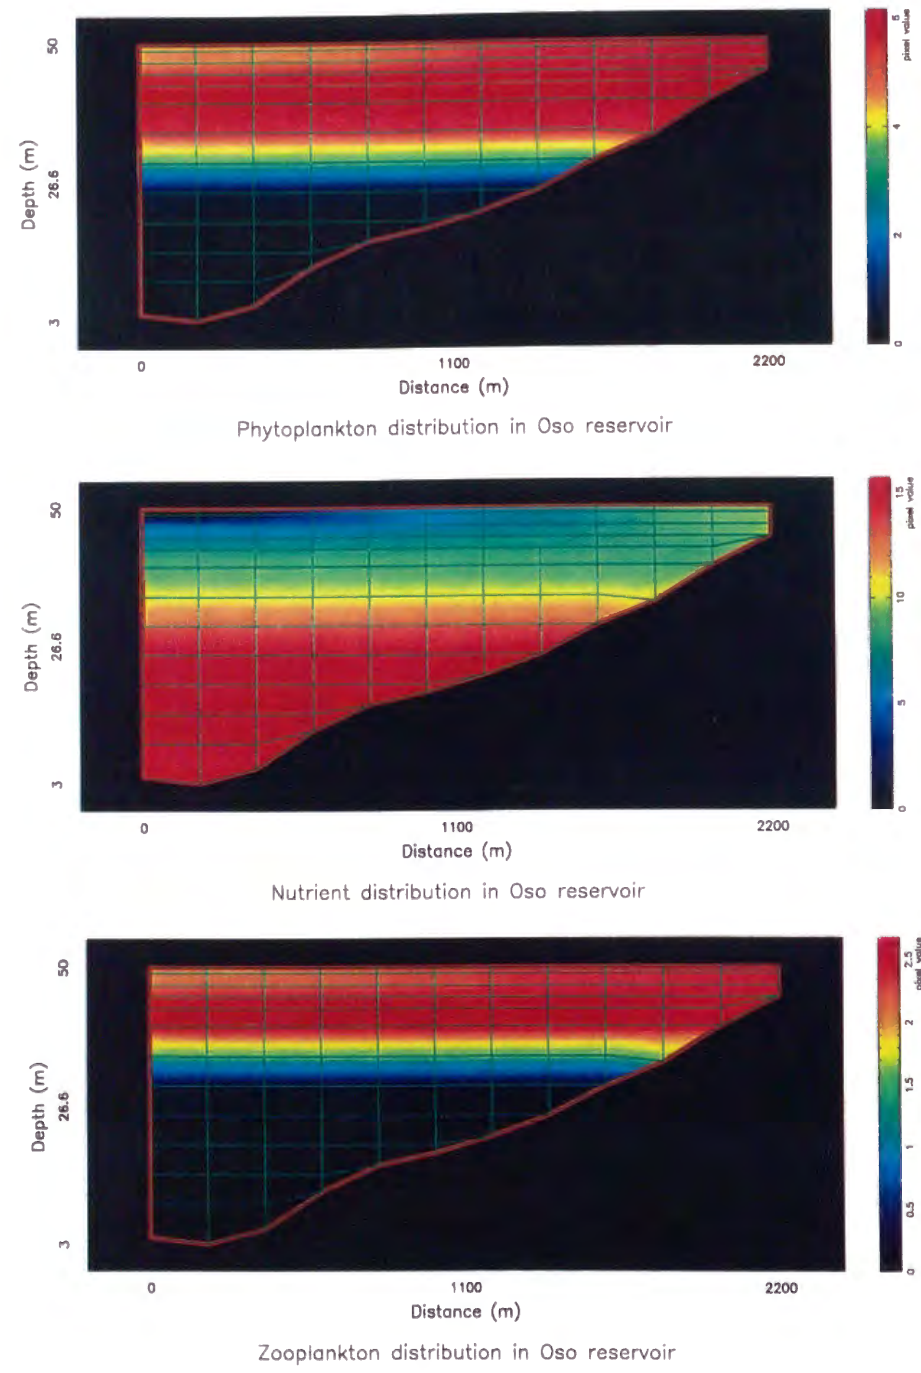 50
26.6
3
Depth (m)
0
1100
2200
Distance (m)
Phytoplankton distribution in Oso reservoir
6
4
2
0
pixel value
50
26.6
3
Depth (m)
0
1100
2200
Distance (m)
Nutrient distribution in Oso reservoir
15
10
5
0
pixel value
50
26.6
3
Depth (m)
0
1100
2200
Distance (m)
Zooplankton distribution in Oso reservoir
2.5
2
1.5
1
0.5
0
pixel value